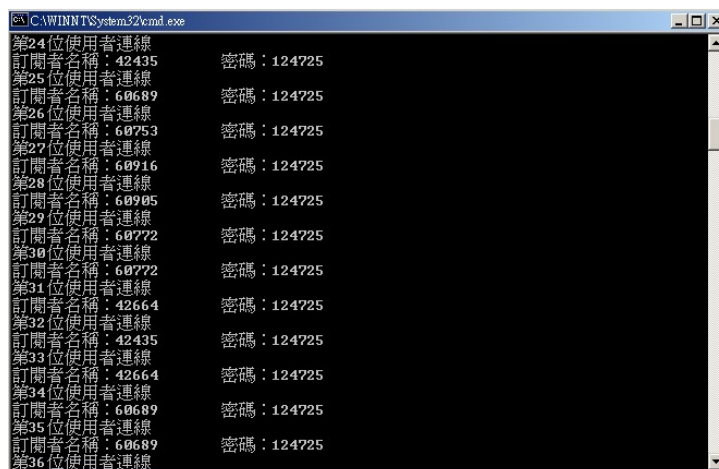 C:\WINNT\System32\cmd.exe
第24位使用者連線
訂閱者名稱：42435 密碼：124725
第25位使用者連線
訂閱者名稱：60689 密碼：124725
第26位使用者連線
訂閱者名稱：60753 密碼：124725
第27位使用者連線
訂閱者名稱：60916 密碼：124725
第28位使用者連線
訂閱者名稱：60905 密碼：124725
第29位使用者連線
訂閱者名稱：60772 密碼：124725
第30位使用者連線
訂閱者名稱：60772 密碼：124725
第31位使用者連線
訂閱者名稱：42664 密碼：124725
第32位使用者連線
訂閱者名稱：42435 密碼：124725
第33位使用者連線
訂閱者名稱：42664 密碼：124725
第34位使用者連線
訂閱者名稱：60689 密碼：124725
第35位使用者連線
訂閱者名稱：60689 密碼：124725
第36位使用者連線